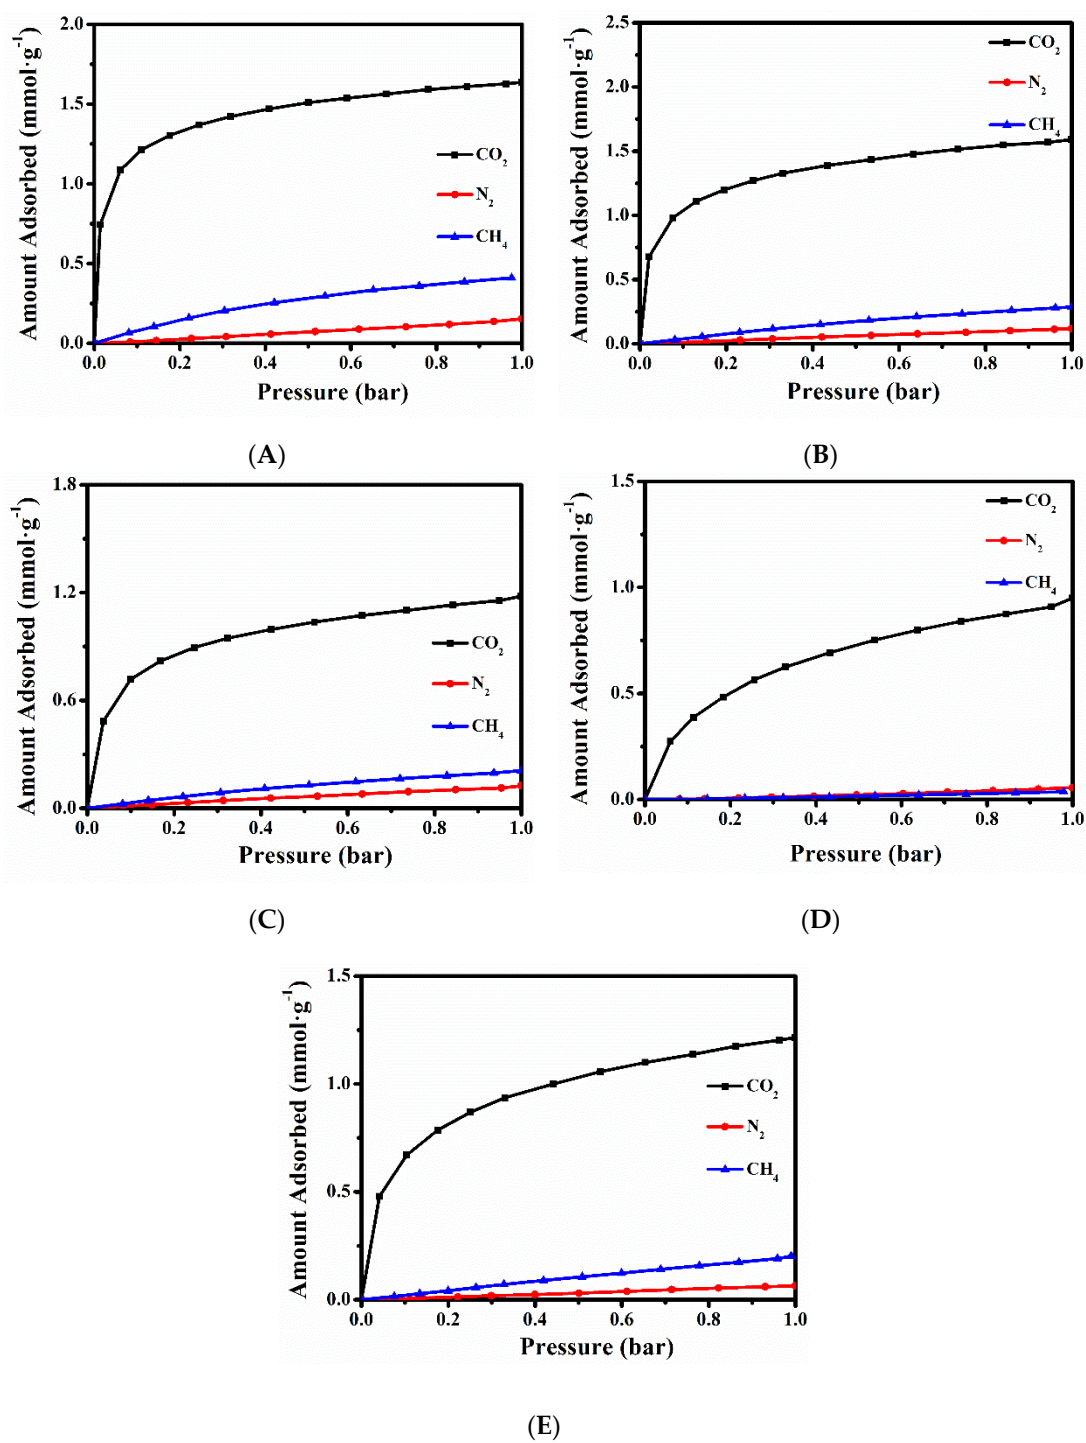 2.0
1.5
1.0
0.5
0.0
Amount Adsorbed (mmol·g⁻¹)
CO₂
N₂
CH₄
0.0 0.2 0.4 0.6 0.8 1.0
Pressure (bar)
(A)
2.5
2.0
1.5
1.0
0.5
0.0
Amount Adsorbed (mmol·g⁻¹)
CO₂
N₂
CH₄
0.0 0.2 0.4 0.6 0.8 1.0
Pressure (bar)
(B)
1.8
1.2
0.6
0.0
Amount Adsorbed (mmol·g⁻¹)
CO₂
N₂
CH₄
0.0 0.2 0.4 0.6 0.8 1.0
Pressure (bar)
(C)
1.5
1.0
0.5
0.0
Amount Adsorbed (mmol·g⁻¹)
CO₂
N₂
CH₄
0.0 0.2 0.4 0.6 0.8 1.0
Pressure (bar)
(D)
1.5
1.0
0.5
0.0
Amount Adsorbed (mmol·g⁻¹)
CO₂
N₂
CH₄
0.0 0.2 0.4 0.6 0.8 1.0
Pressure (bar)
(E)